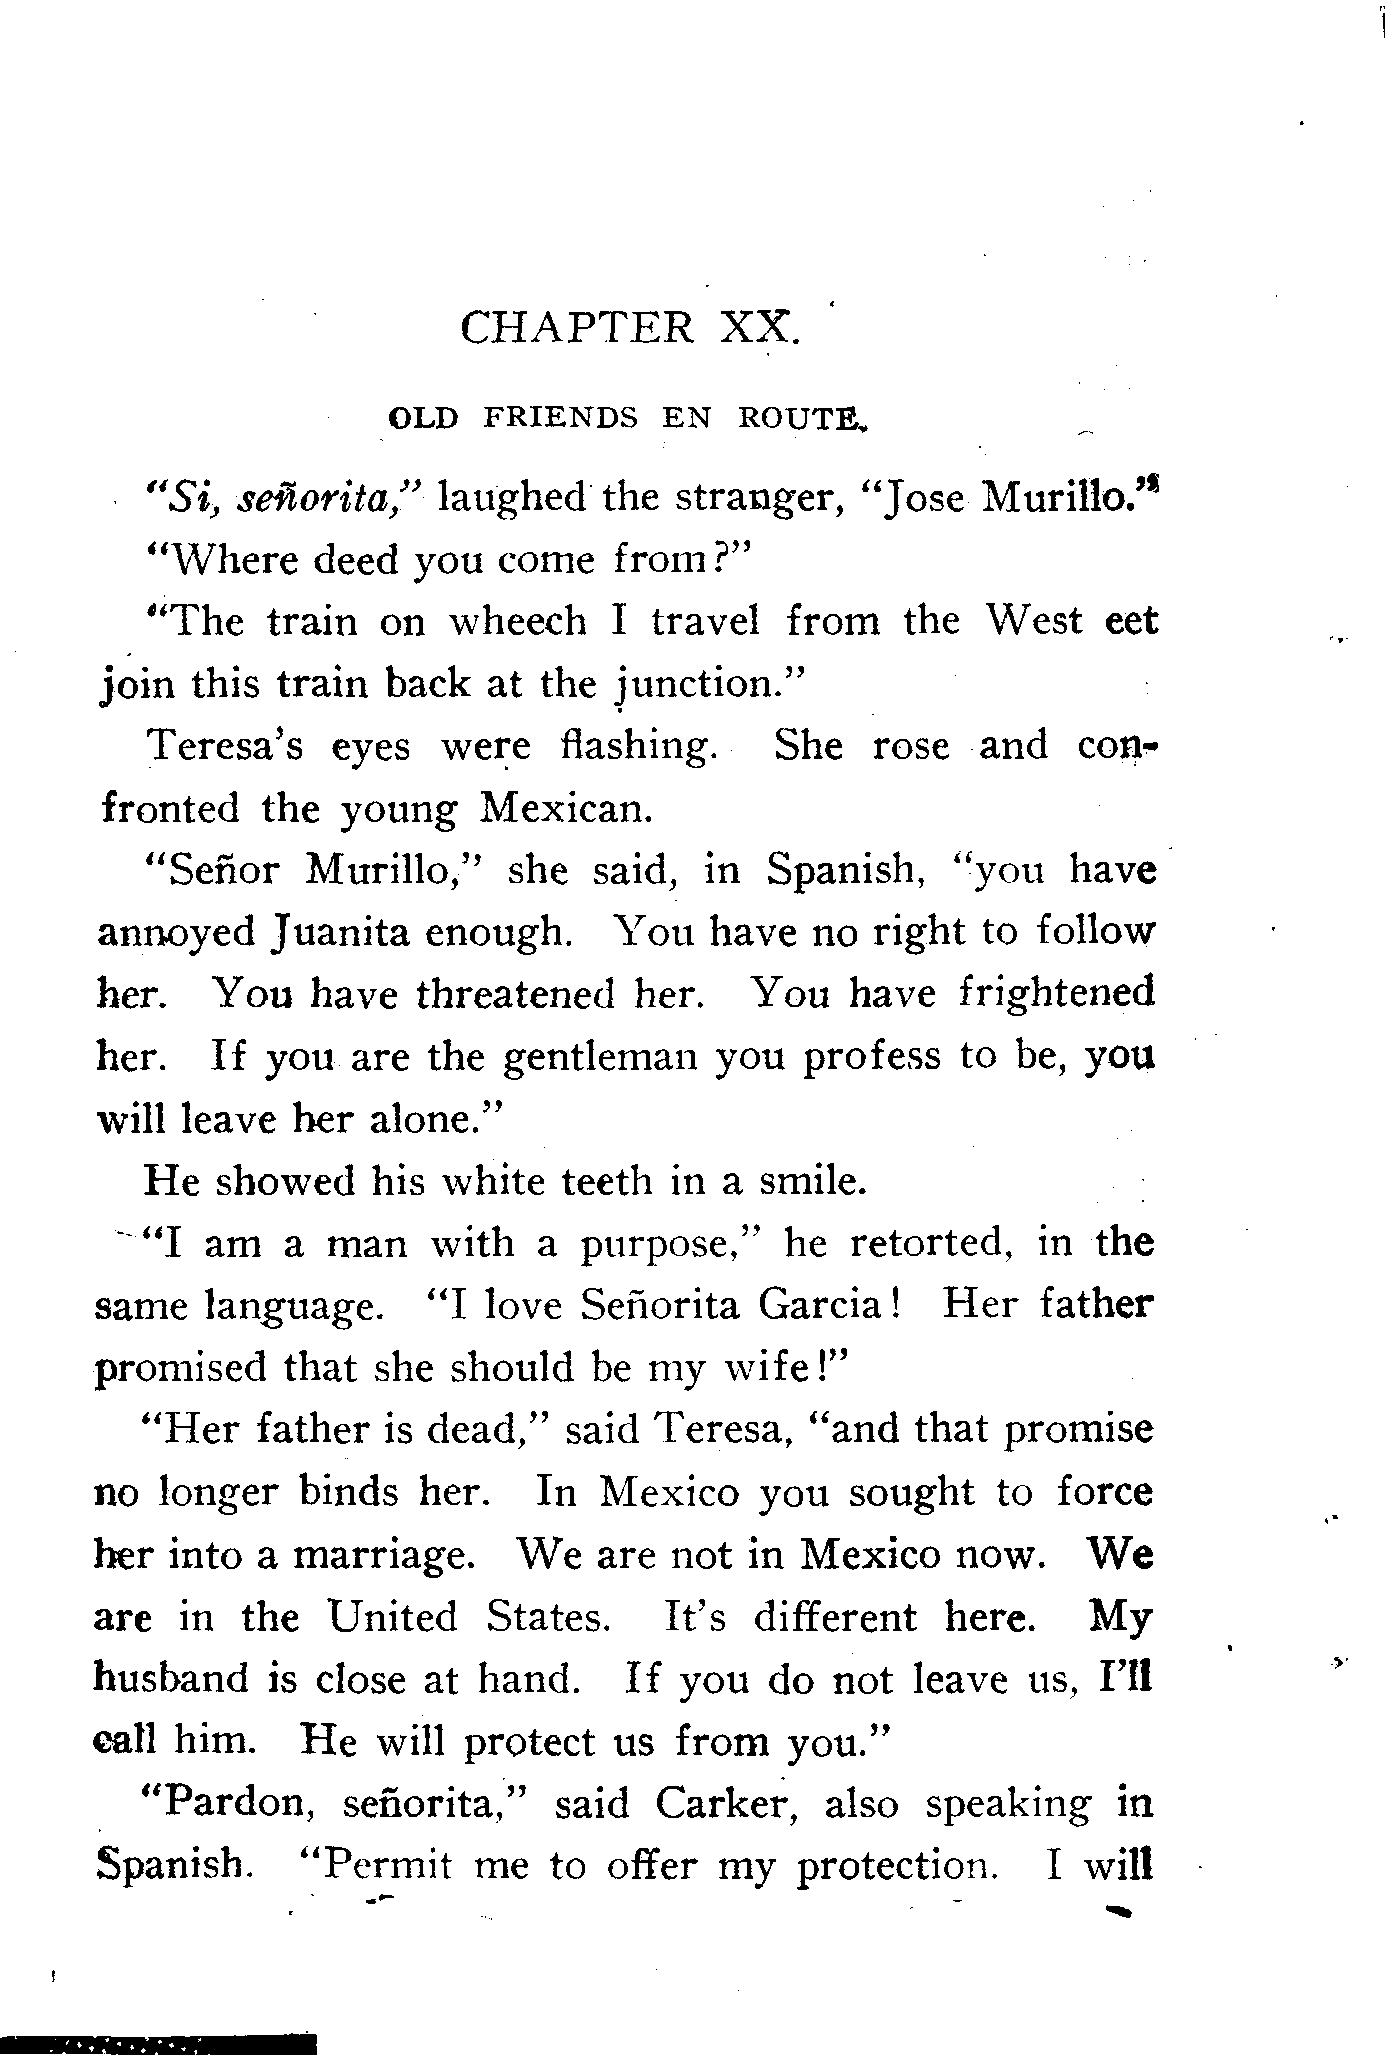 CHAPTER XX.
OLD FRIENDS EN ROUTE.
"Si, señorita," laughed the stranger, "Jose Murillo."
"Where deed you come from?"
"The train on wheech I travel from the West eet
join this train back at the junction."
Teresa's eyes were flashing. She rose and con-
fronted the young Mexican.
"Señor Murillo," she said, in Spanish, "you have
annoyed Juanita enough. You have no right to follow
her. You have threatened her. You have frightened
her. If you are the gentleman you profess to be, you
will leave her alone."
He showed his white teeth in a smile.
"I am a man with a purpose," he retorted, in the
same language. "I love Señorita Garcia! Her father
promised that she should be my wife!"
"Her father is dead," said Teresa, "and that promise
no longer binds her. In Mexico you sought to force
her into a marriage. We are not in Mexico now. We
are in the United States. It's different here. My
husband is close at hand. If you do not leave us, I'll
call him. He will protect us from you."
"Pardon, señorita," said Carker, also speaking in
Spanish. "Permit me to offer my protection. I will